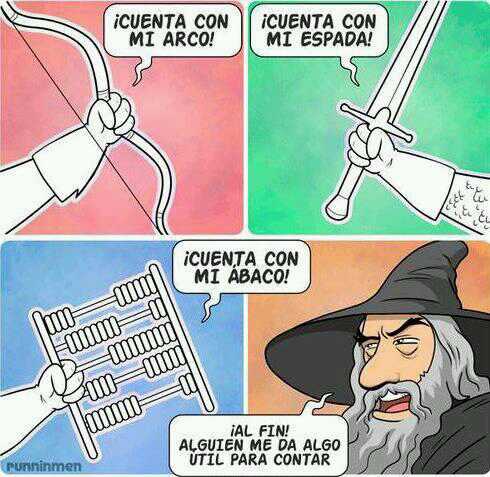 ¡CUENTA CON
MI ARCO!
¡CUENTA CON
MI ESPADA!
¡CUENTA CON
MI ÁBACO!
¡AL FIN!
ALGUIEN ME DA ALGO
ÚTIL PARA CONTAR
runninmen